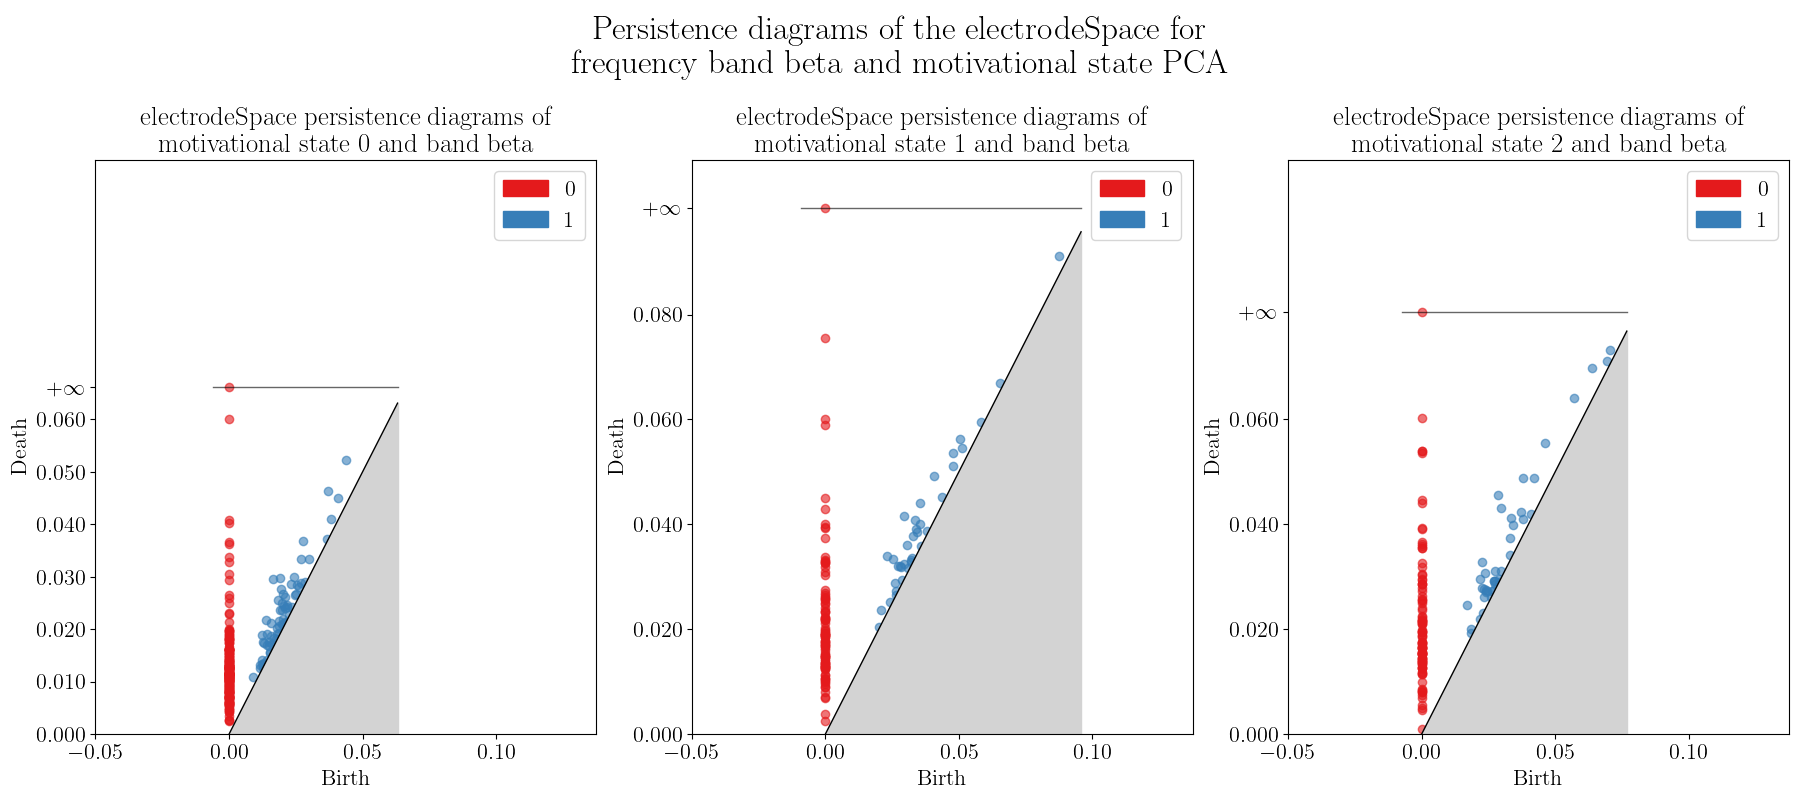 Persistence diagrams of the electrodeSpace for
frequency band beta and motivational state PCA
electrodeSpace persistence diagrams of
motivational state 0 and band beta
0
1
+∞
0.060
0.050
0.040
0.030
0.020
0.010
0.000
Death
−0.05
0.00
0.05
0.10
Birth
electrodeSpace persistence diagrams of
motivational state 1 and band beta
0
1
+∞
0.080
0.060
0.040
0.020
0.000
Death
−0.05
0.00
0.05
0.10
Birth
electrodeSpace persistence diagrams of
motivational state 2 and band beta
0
1
+∞
0.060
0.040
0.020
0.000
Death
−0.05
0.00
0.05
0.10
Birth